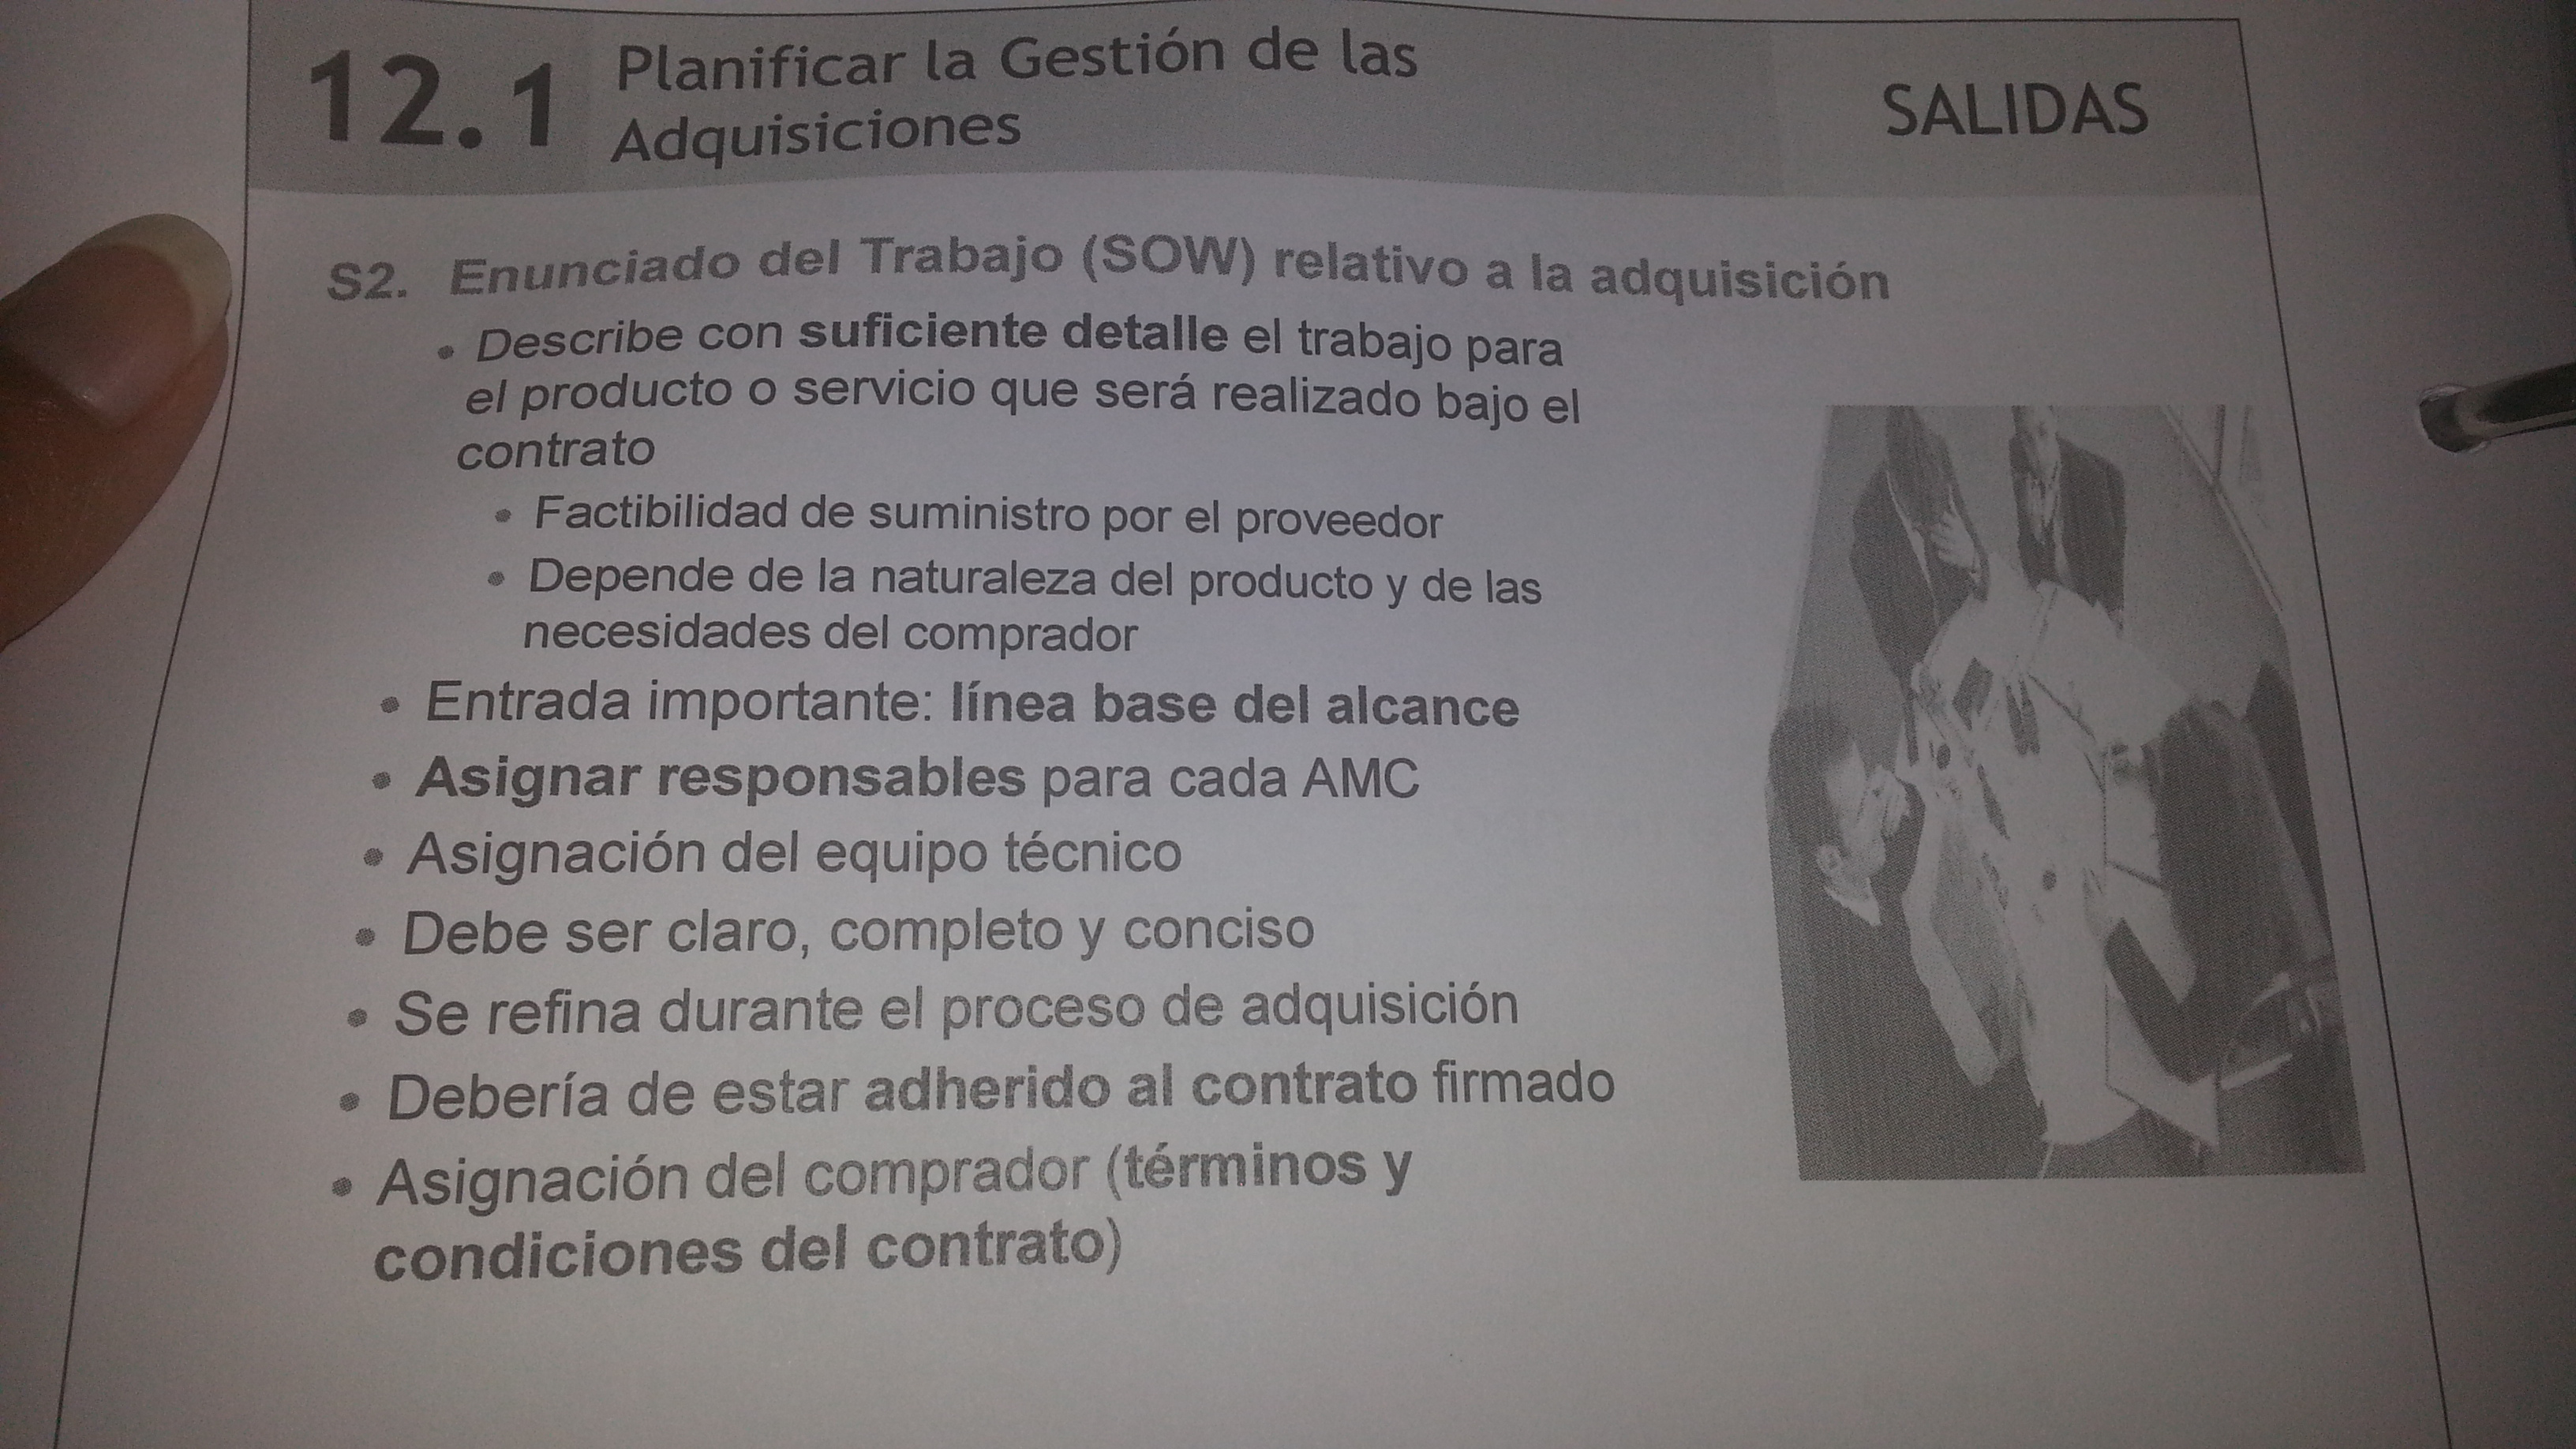 12.1 Planificar la Gestión de las
Adquisiciones
SALIDAS
S2. Enunciado del Trabajo (SOW) relativo a la adquisición
• Describe con suficiente detalle el trabajo para
el producto o servicio que será realizado bajo el
contrato
• Factibilidad de suministro por el proveedor
• Depende de la naturaleza del producto y de las
necesidades del comprador
• Entrada importante: línea base del alcance
• Asignar responsables para cada AMC
• Asignación del equipo técnico
• Debe ser claro, completo y conciso
• Se refina durante el proceso de adquisición
• Debería de estar adherido al contrato firmado
• Asignación del comprador (términos y
condiciones del contrato)